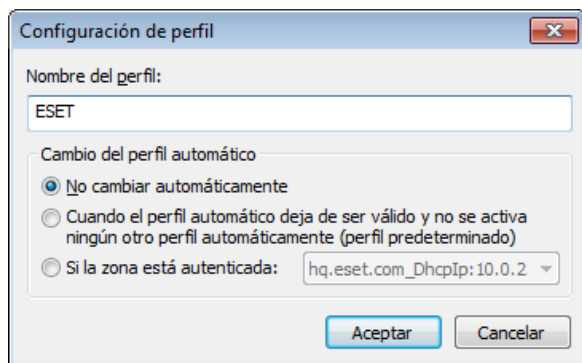 Configuración de perfil
Nombre del perfil:
ESET
Cambio del perfil automático
No cambiar automáticamente
Cuando el perfil automático deja de ser válido y no se activa
ningún otro perfil automáticamente (perfil predeterminado)
Si la zona está autenticada: hq.eset.com_DhcpIp:10.0.2
Aceptar Cancelar